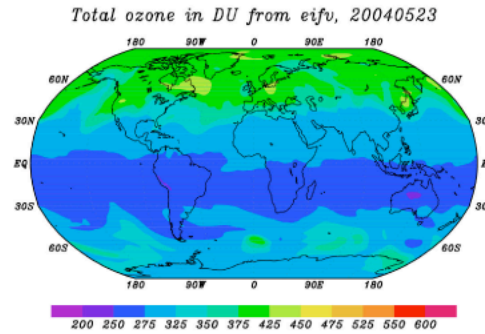 Total ozone in DU from eifv, 20040523
180 90W 0 90E 180
60N 60N
30N 30N
EQ EQ
30S 30S
60S 60S
180 90W 0 90E 180
200 250 275 325 350 375 425 450 475 525 550 600